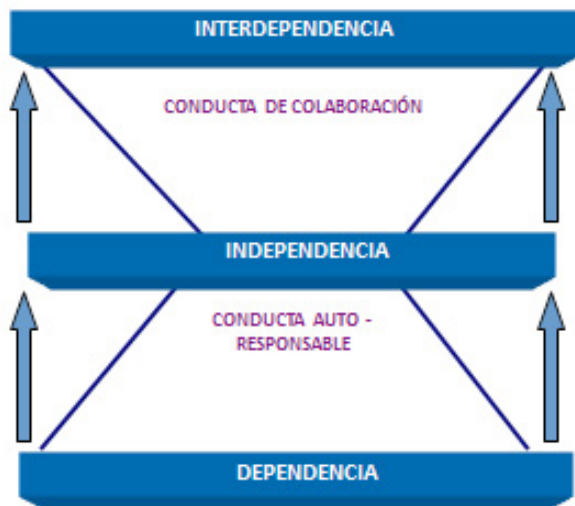 INTERDEPENDENCIA
CONDUCTA DE COLABORACIÓN
INDEPENDENCIA
CONDUCTA AUTO -
RESPONSABLE
DEPENDENCIA